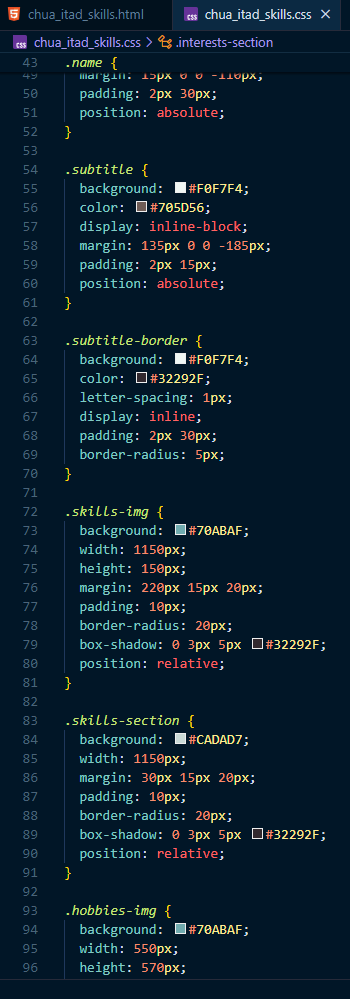 chua_itad_skills.html
chua_itad_skills.css
chua_itad_skills.css > .interests-section
43 .name {
49 margin: 15px 0 0 -110px;
50 padding: 2px 30px;
51 position: absolute;
52 }
53
54 .subtitle {
55 background: #F0F7F4;
56 color: #705D56;
57 display: inline-block;
58 margin: 135px 0 0 -185px;
59 padding: 2px 15px;
60 position: absolute;
61 }
62
63 .subtitle-border {
64 background: #F0F7F4;
65 color: #32292F;
66 letter-spacing: 1px;
67 display: inline;
68 padding: 2px 30px;
69 border-radius: 5px;
70 }
71
72 .skills-img {
73 background: #70ABAF;
74 width: 1150px;
75 height: 150px;
76 margin: 220px 15px 20px;
77 padding: 10px;
78 border-radius: 20px;
79 box-shadow: 0 3px 5px #32292F;
80 position: relative;
81 }
82
83 .skills-section {
84 background: #CADAD7;
85 width: 1150px;
86 margin: 30px 15px 20px;
87 padding: 10px;
88 border-radius: 20px;
89 box-shadow: 0 3px 5px #32292F;
90 position: relative;
91 }
92
93 .hobbies-img {
94 background: #70ABAF;
95 width: 550px;
96 height: 570px;